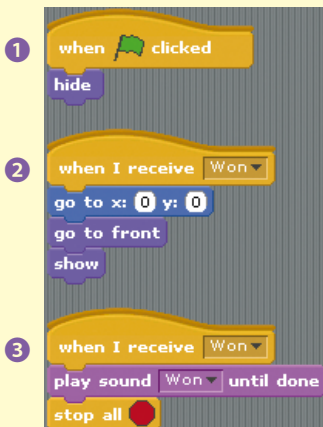 1
when clicked
hide
2
when I receive Won
go to x: 0 y: 0
go to front
show
3
when I receive Won
play sound Won until done
stop all